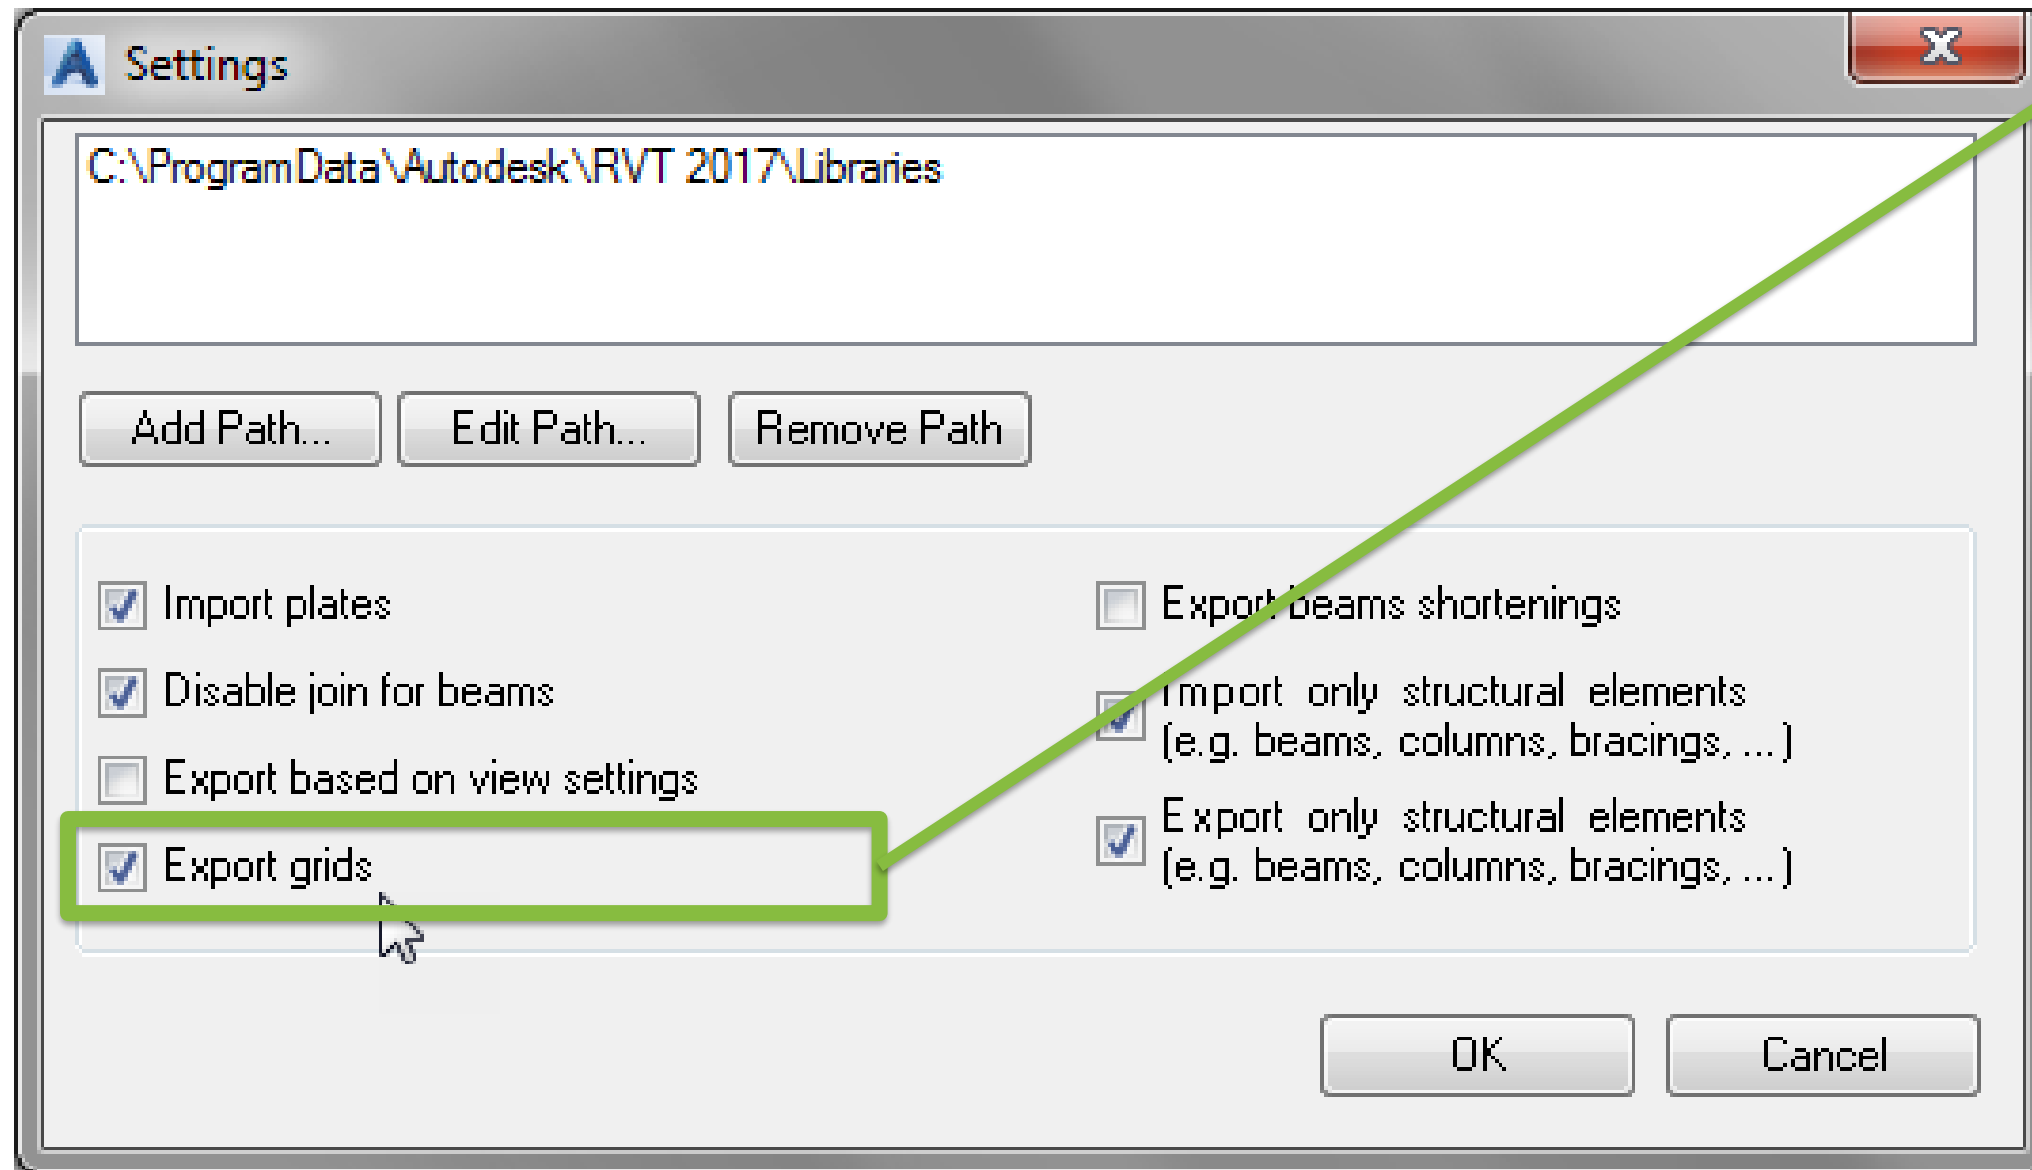 Settings
C:\ProgramData\Autodesk\RVT 2017\Libraries
Add Path... Edit Path... Remove Path
Import plates
Disable join for beams
Export based on view settings
Export grids
Export beams shortenings
Import only structural elements
(e.g. beams, columns, bracings, ...)
Export only structural elements
(e.g. beams, columns, bracings, ...)
OK Cancel